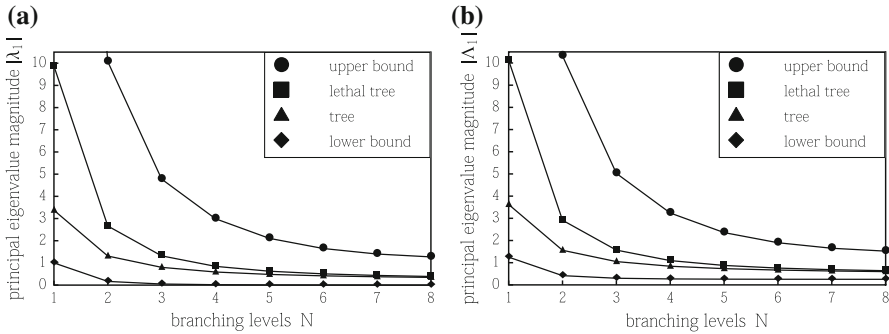 (a)
principal eigenvalue magnitude |λ₁|
10
9
8
7
6
5
4
3
2
1
0
1 2 3 4 5 6 7 8
branching levels N
upper bound
lethal tree
tree
lower bound
(b)
principal eigenvalue magnitude |Λ₁|
10
9
8
7
6
5
4
3
2
1
0
1 2 3 4 5 6 7 8
branching levels N
upper bound
lethal tree
tree
lower bound